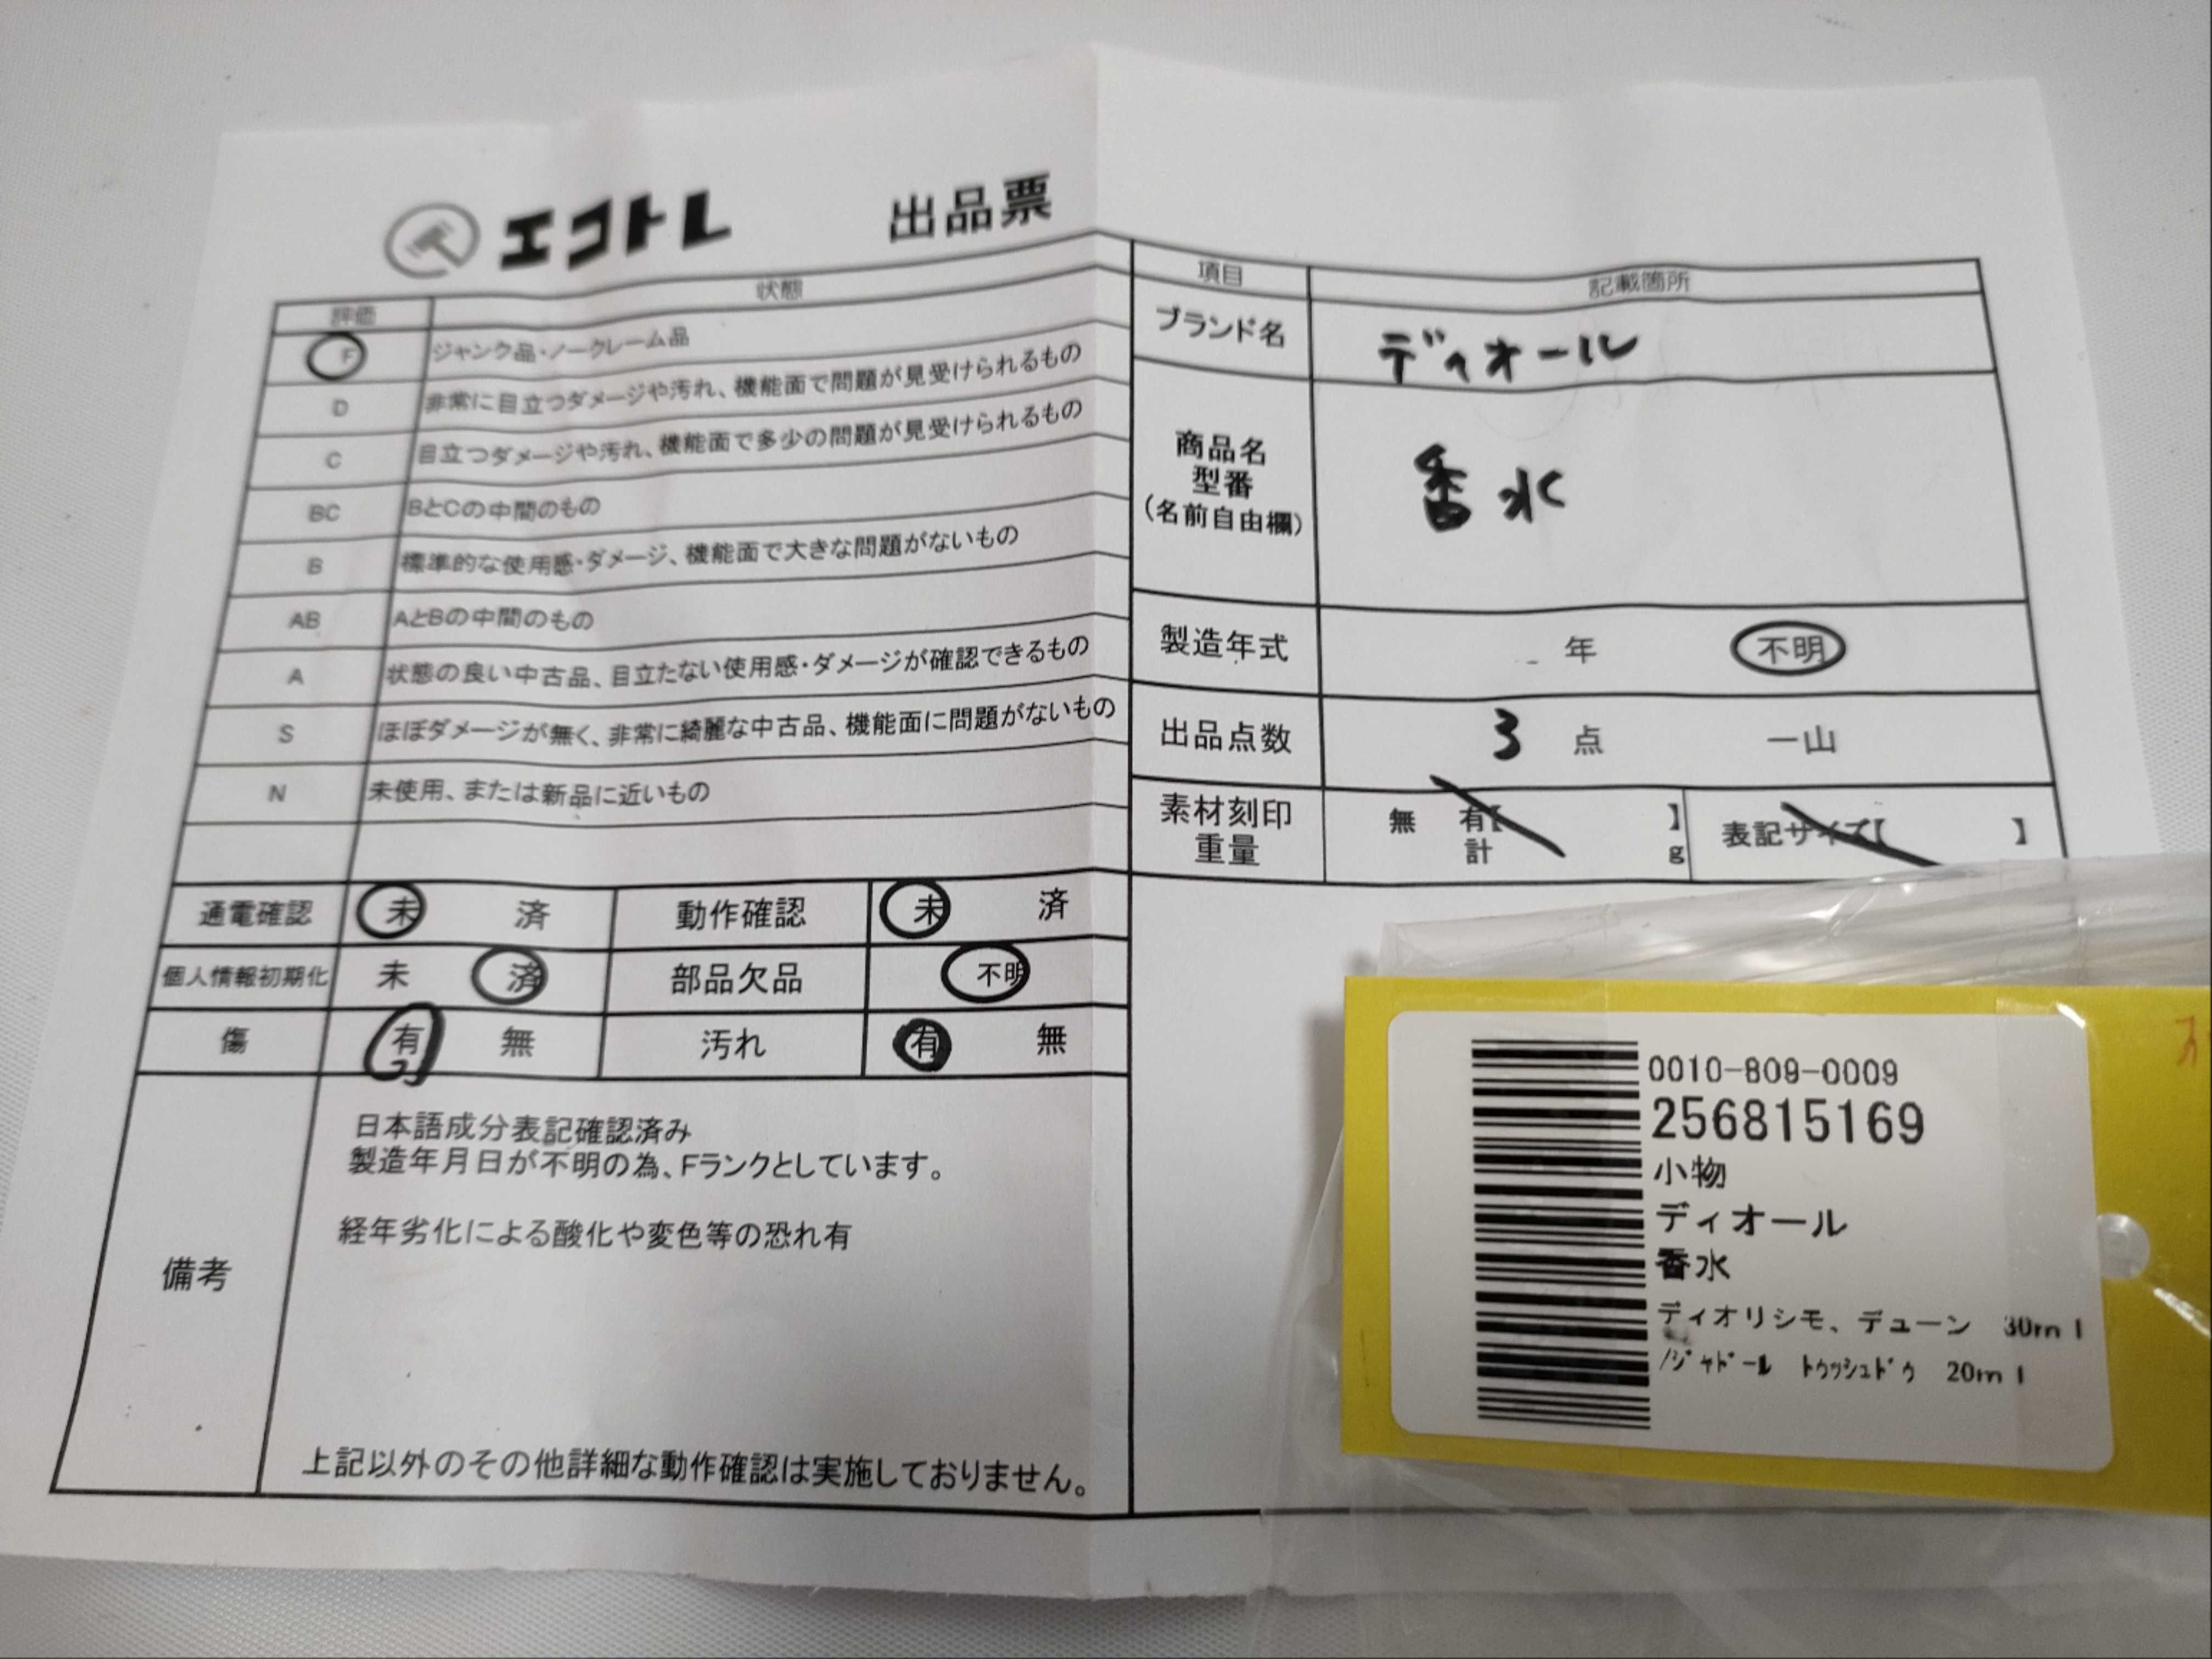 エコトレ 出品票
評価 状態
F ジャンク品・ノークレーム品
D 非常に目立つダメージや汚れ、機能面で問題が見受けられるもの
C 目立つダメージや汚れ、機能面で多少の問題が見受けられるもの
BC BとCの中間のもの
B 標準的な使用感・ダメージ、機能面で大きな問題がないもの
AB AとBの中間のもの
A 状態の良い中古品、目立たない使用感・ダメージが確認できるもの
S ほぼダメージが無く、非常に綺麗な中古品、機能面に問題がないもの
N 未使用、または新品に近いもの
通電確認 未 済 動作確認 未 済
個人情報初期化 未 済 部品欠品 不明
傷 有 無 汚れ 有 無
備考
日本語成分表記確認済み
製造年月日が不明の為、Fランクとしています。
経年劣化による酸化や変色等の恐れ有
上記以外のその他詳細な動作確認は実施しておりません。
項目 記載箇所
ブランド名 ディオール
商品名
型番
(名前自由欄)
香水
製造年式 年 不明
出品点数 3 点 一山
素材刻印
重量
無 有【 】
計 g
表記サイズ【 】
0010-809-0009
256815169
小物
ディオール
香水
ディオリシモ、デューン 30ml
/ジャドール トゥッシュドゥ 20ml